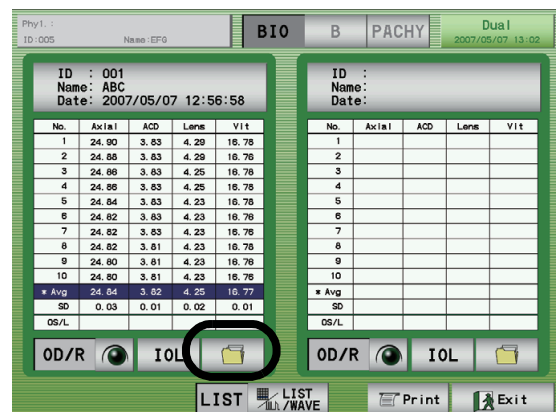 Phy1. :
ID:005 Name:EFG
BIO B PACHY
Dual
2007/05/07 13:02
ID : 001
Name: ABC
Date: 2007/05/07 12:56:58
No. Axial ACD Lens Vit
1 24.90 3.83 4.29 16.78
2 24.88 3.83 4.29 16.76
3 24.86 3.83 4.25 16.78
4 24.86 3.83 4.25 16.78
5 24.84 3.83 4.23 16.78
6 24.82 3.83 4.23 16.76
7 24.82 3.83 4.23 16.76
8 24.82 3.81 4.23 16.78
9 24.80 3.81 4.23 16.76
10 24.80 3.81 4.23 16.76
* Avg 24.84 3.82 4.25 16.77
SD 0.03 0.01 0.02 0.01
OS/L
OD/R IOL
ID :
Name:
Date:
No. Axial ACD Lens Vit
1
2
3
4
5
6
7
8
9
10
* Avg
SD
OS/L
OD/R IOL
LIST LIST/WAVE Print Exit